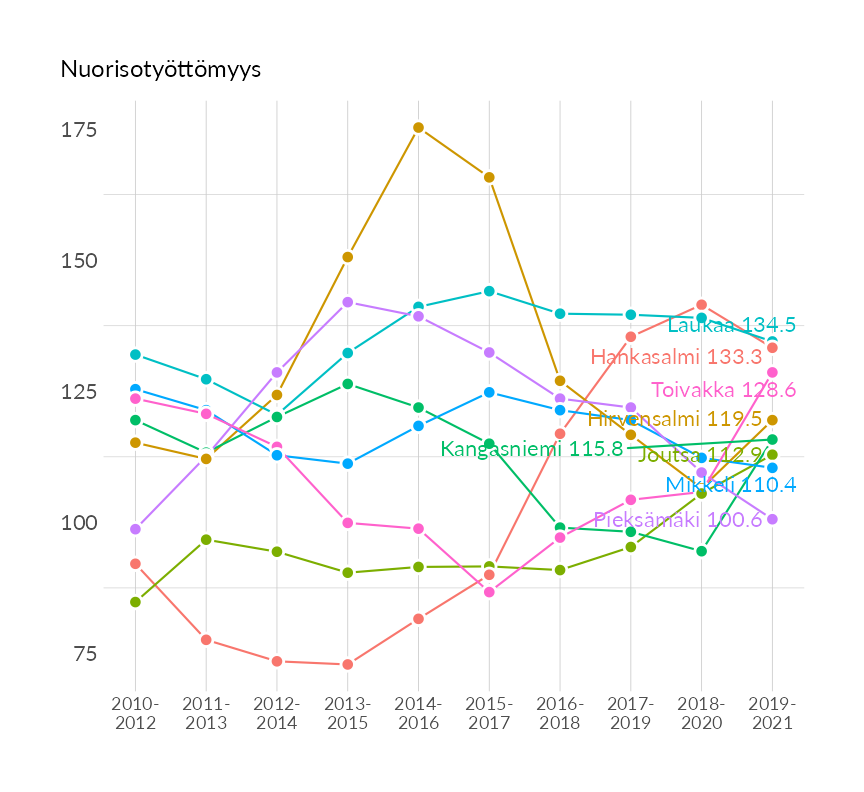 Nuorisotyöttömyys
175
150
125
100
75
Laukaa 134.5
Hankasalmi 133.3
Toivakka 128.6
Hirvensalmi 119.5
Kangasniemi 115.8
Joutsa 112.9
Mikkeli 110.4
Pieksämäki 100.6
2010-
2012
2011-
2013
2012-
2014
2013-
2015
2014-
2016
2015-
2017
2016-
2018
2017-
2019
2018-
2020
2019-
2021